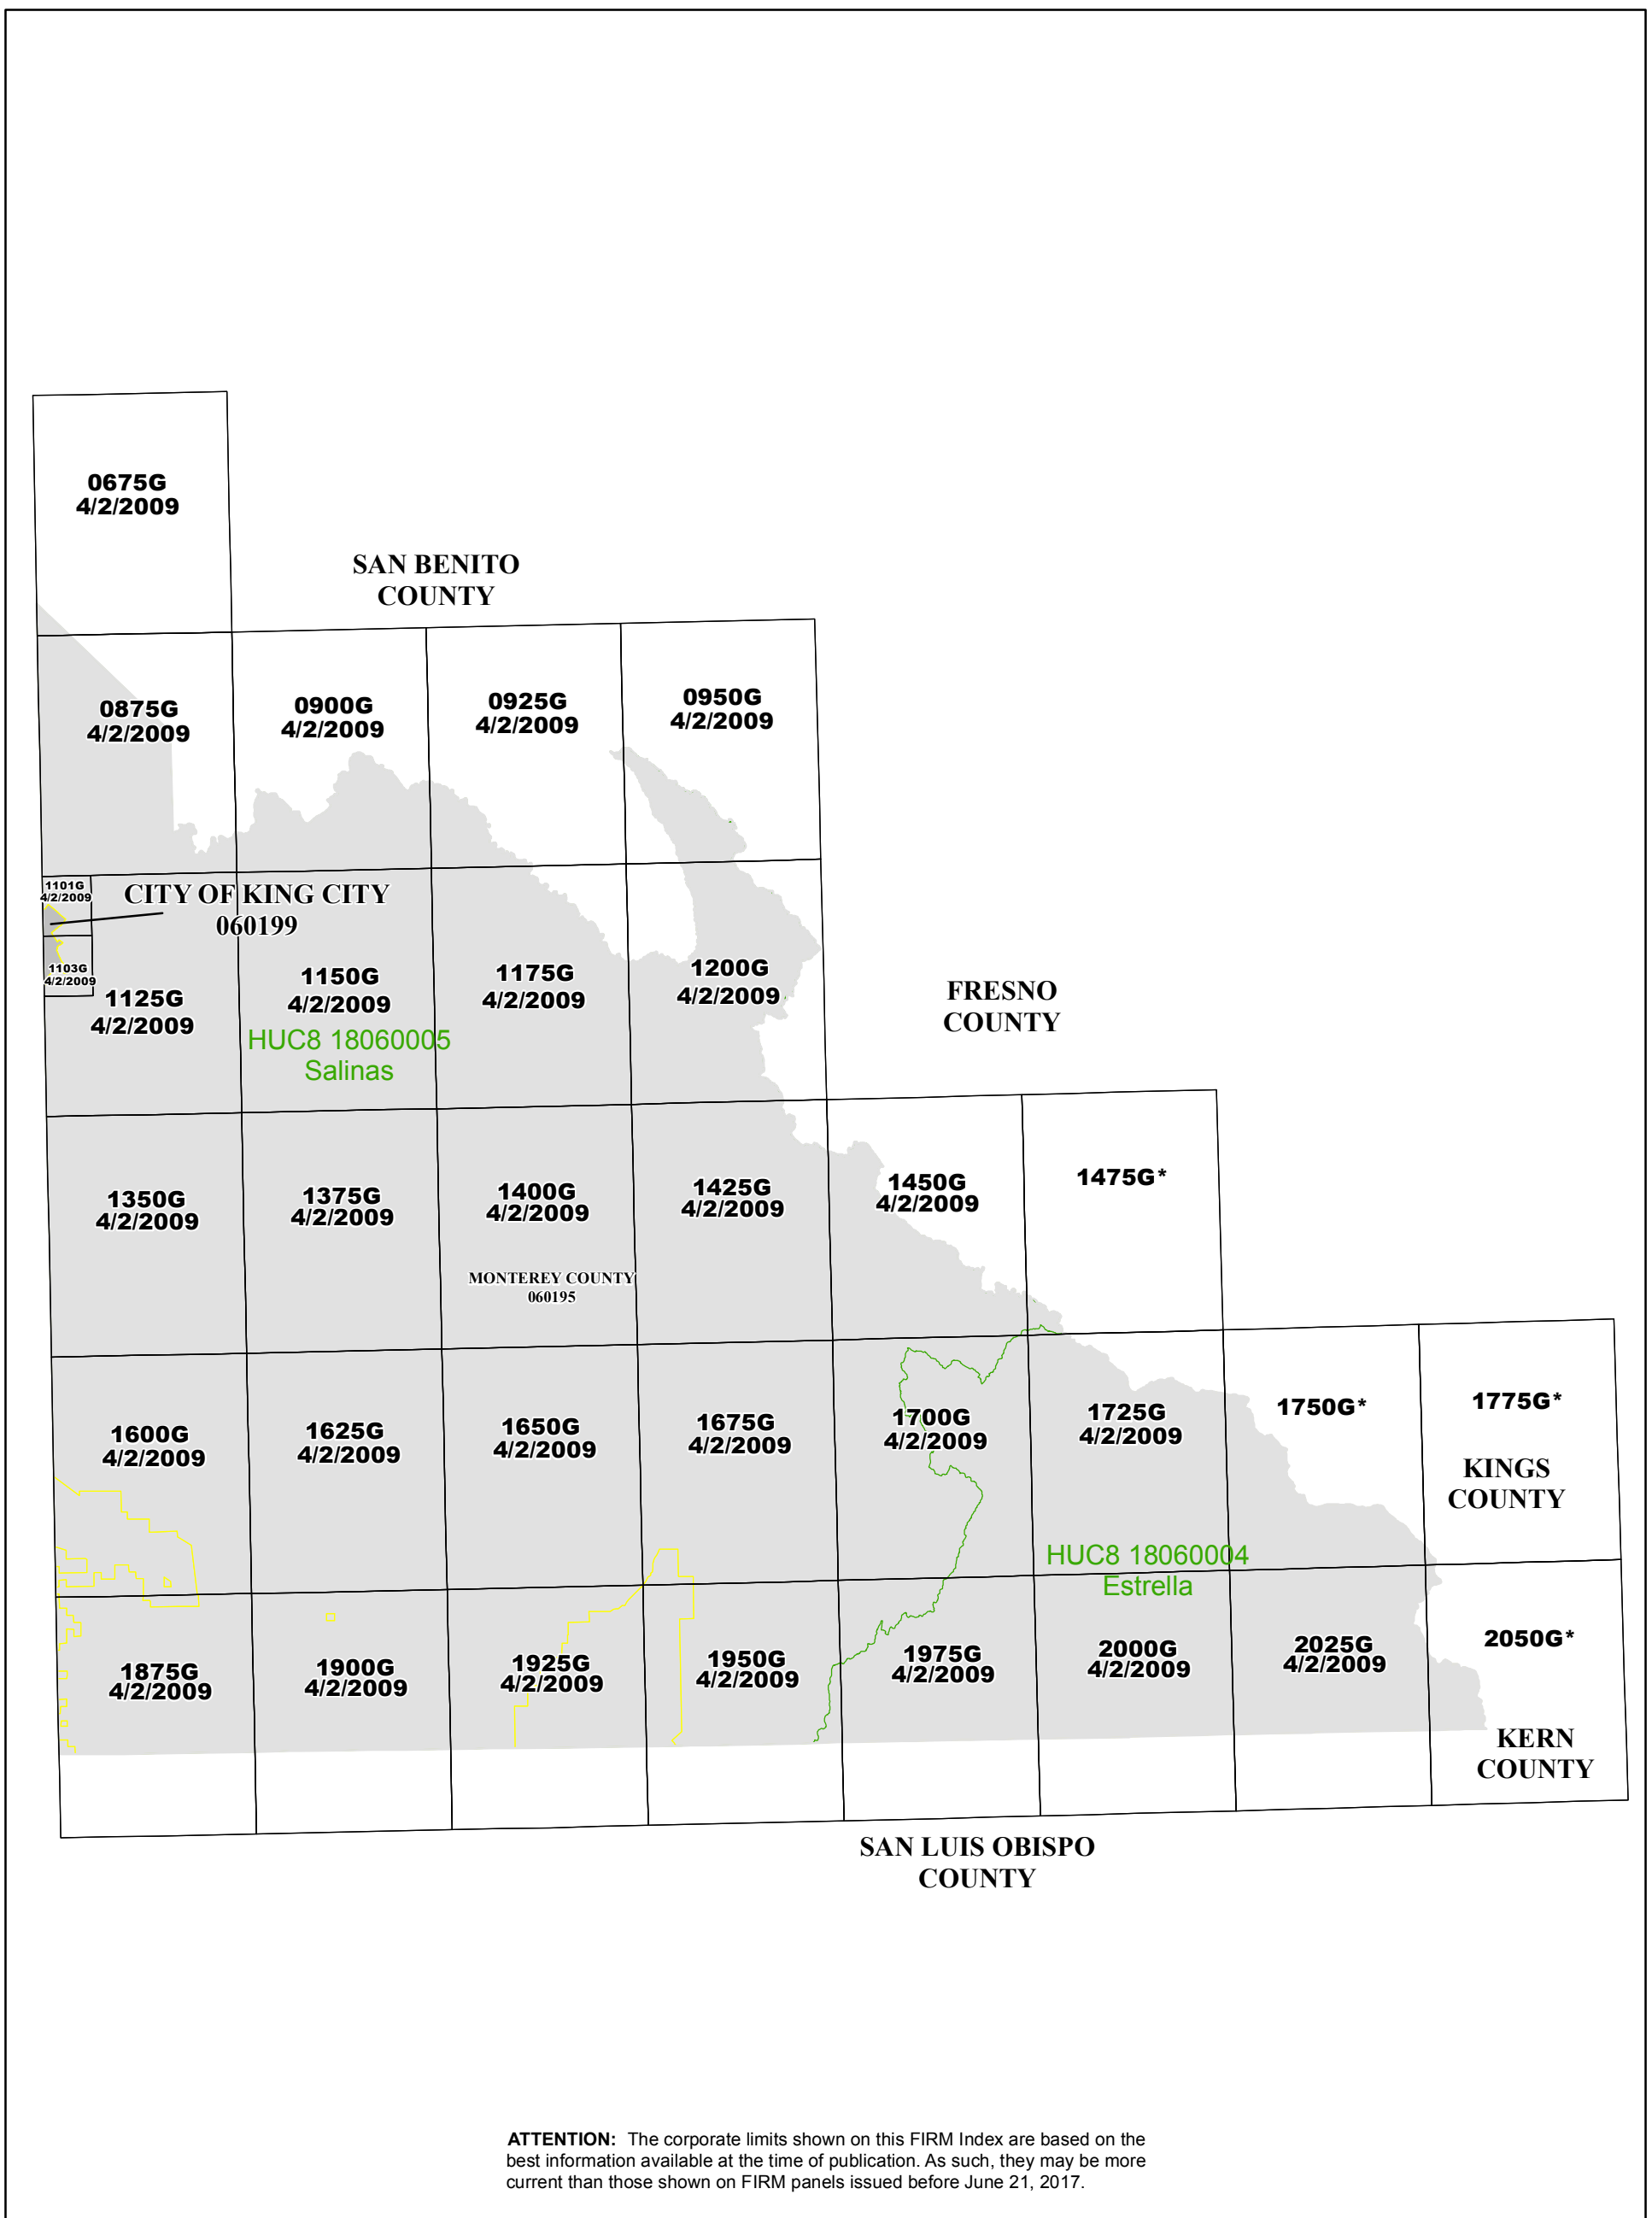 0675G
4/2/2009
SAN BENITO
COUNTY
0875G
4/2/2009
0900G
4/2/2009
0925G
4/2/2009
0950G
4/2/2009
1101G
4/2/2009
CITY OF KING CITY
060199
1103G
4/2/2009
1125G
4/2/2009
1150G
4/2/2009
HUC8 18060005
Salinas
1175G
4/2/2009
1200G
4/2/2009
FRESNO
COUNTY
1350G
4/2/2009
1375G
4/2/2009
1400G
4/2/2009
MONTEREY COUNTY
060195
1425G
4/2/2009
1450G
4/2/2009
1475G*
1600G
4/2/2009
1625G
4/2/2009
1650G
4/2/2009
1675G
4/2/2009
1700G
4/2/2009
1725G
4/2/2009
1750G*
1775G*
KINGS
COUNTY
HUC8 18060004
Estrella
1875G
4/2/2009
1900G
4/2/2009
1925G
4/2/2009
1950G
4/2/2009
1975G
4/2/2009
2000G
4/2/2009
2025G
4/2/2009
2050G*
KERN
COUNTY
SAN LUIS OBISPO
COUNTY
ATTENTION: The corporate limits shown on this FIRM Index are based on the
best information available at the time of publication. As such, they may be more
current than those shown on FIRM panels issued before June 21, 2017.